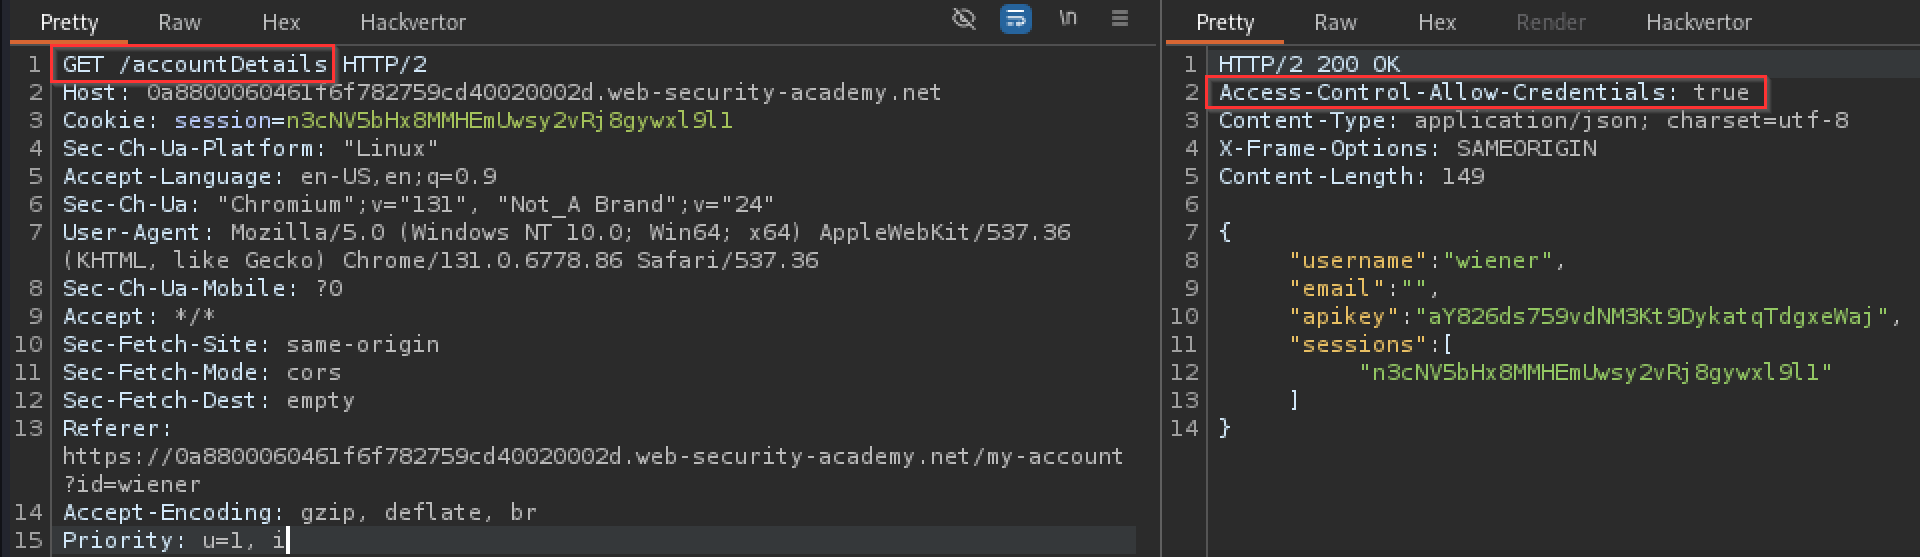 Pretty Raw Hex Hackvertor \n
1 GET /accountDetails HTTP/2
2 Host: 0a8800060461f6f782759cd40020002d.web-security-academy.net
3 Cookie: session=n3cNV5bHx8MMHEmUwsy2vRj8gywxl9l1
4 Sec-Ch-Ua-Platform: "Linux"
5 Accept-Language: en-US,en;q=0.9
6 Sec-Ch-Ua: "Chromium";v="131", "Not_A Brand";v="24"
7 User-Agent: Mozilla/5.0 (Windows NT 10.0; Win64; x64) AppleWebKit/537.36
(KHTML, like Gecko) Chrome/131.0.6778.86 Safari/537.36
8 Sec-Ch-Ua-Mobile: ?0
9 Accept: */*
10 Sec-Fetch-Site: same-origin
11 Sec-Fetch-Mode: cors
12 Sec-Fetch-Dest: empty
13 Referer:
https://0a8800060461f6f782759cd40020002d.web-security-academy.net/my-account
?id=wiener
14 Accept-Encoding: gzip, deflate, br
15 Priority: u=1, i
Pretty Raw Hex Render Hackvertor
1 HTTP/2 200 OK
2 Access-Control-Allow-Credentials: true
3 Content-Type: application/json; charset=utf-8
4 X-Frame-Options: SAMEORIGIN
5 Content-Length: 149
6
7 {
8 "username":"wiener",
9 "email":"",
10 "apikey":"aY826ds759vdNM3Kt9DykatqTdgxeWaj",
11 "sessions":[
12 "n3cNV5bHx8MMHEmUwsy2vRj8gywxl9l1"
13 ]
14 }